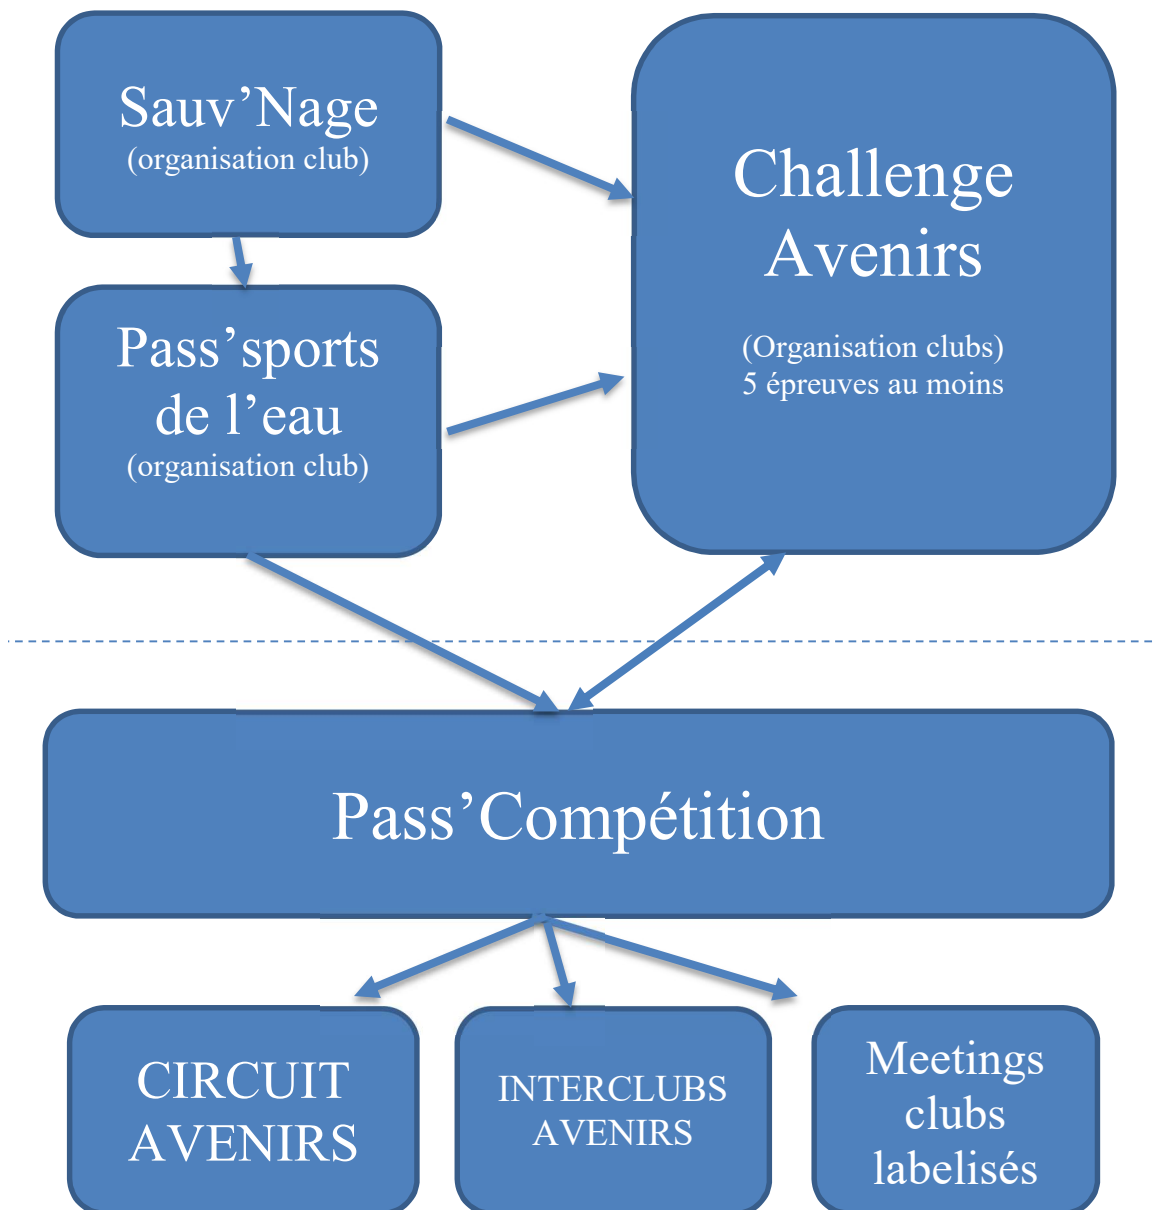 Sauv’Nage
(organisation club)
Challenge
Avenirs
(Organisation clubs)
5 épreuves au moins
Pass’sports
de l’eau
(organisation club)
Pass’Compétition
CIRCUIT
AVENIRS
INTERCLUBS
AVENIRS
Meetings
clubs
labelisés